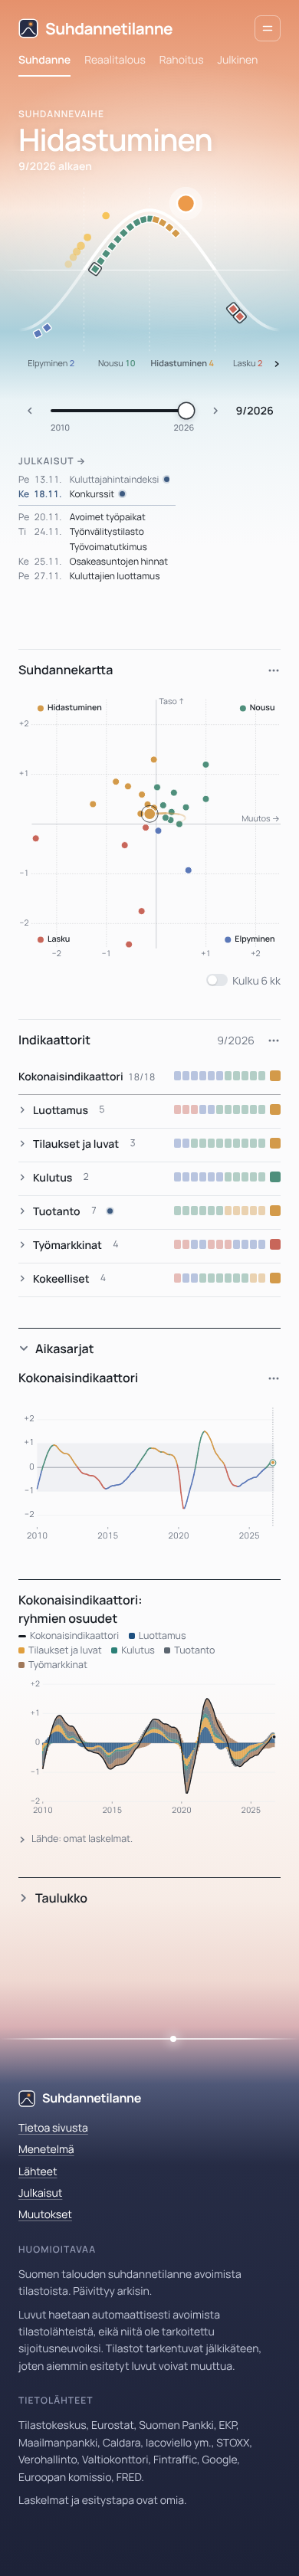 Suhdannetilanne
Suhdanne Reaalitalous Rahoitus Julkinen
SUHDANNEVAIHE
Hidastuminen
9/2026 alkaen
Elpyminen 2 Nousu 10 Hidastuminen 4 Lasku 2
9/2026
2010 2026
JULKAISUT →
Pe 13.11. Kuluttajahintaindeksi
Ke 18.11. Konkurssit
Pe 20.11. Avoimet työpaikat
Ti 24.11. Työnvälitystilasto
Työvoimatutkimus
Ke 25.11. Osakeasuntojen hinnat
Pe 27.11. Kuluttajien luottamus
Suhdannekartta
Taso ↑
Hidastuminen Nousu
+2
+1
Muutos →
−1
−2
Lasku Elpyminen
−2 −1 +1 +2
Kulku 6 kk
Indikaattorit 9/2026
Kokonaisindikaattori 18/18
Luottamus 5
Tilaukset ja luvat 3
Kulutus 2
Tuotanto 7
Työmarkkinat 4
Kokeelliset 4
Aikasarjat
Kokonaisindikaattori
+2
+1
0
−1
−2
2010 2015 2020 2025
Kokonaisindikaattori:
ryhmien osuudet
Kokonaisindikaattori Luottamus
Tilaukset ja luvat Kulutus Tuotanto
Työmarkkinat
+2
+1
0
−1
−2
2010 2015 2020 2025
Lähde: omat laskelmat.
Taulukko
Suhdannetilanne
Tietoa sivusta
Menetelmä
Lähteet
Julkaisut
Muutokset
HUOMIOITAVAA
Suomen talouden suhdannetilanne avoimista
tilastoista. Päivittyy arkisin.
Luvut haetaan automaattisesti avoimista
tilastolähteistä, eikä niitä ole tarkoitettu
sijoitusneuvoiksi. Tilastot tarkentuvat jälkikäteen,
joten aiemmin esitetyt luvut voivat muuttua.
TIETOLÄHTEET
Tilastokeskus, Eurostat, Suomen Pankki, EKP,
Maailmanpankki, Caldara, Iacoviello ym., STOXX,
Verohallinto, Valtiokonttori, Fintraffic, Google,
Euroopan komissio, FRED.
Laskelmat ja esitystapa ovat omia.